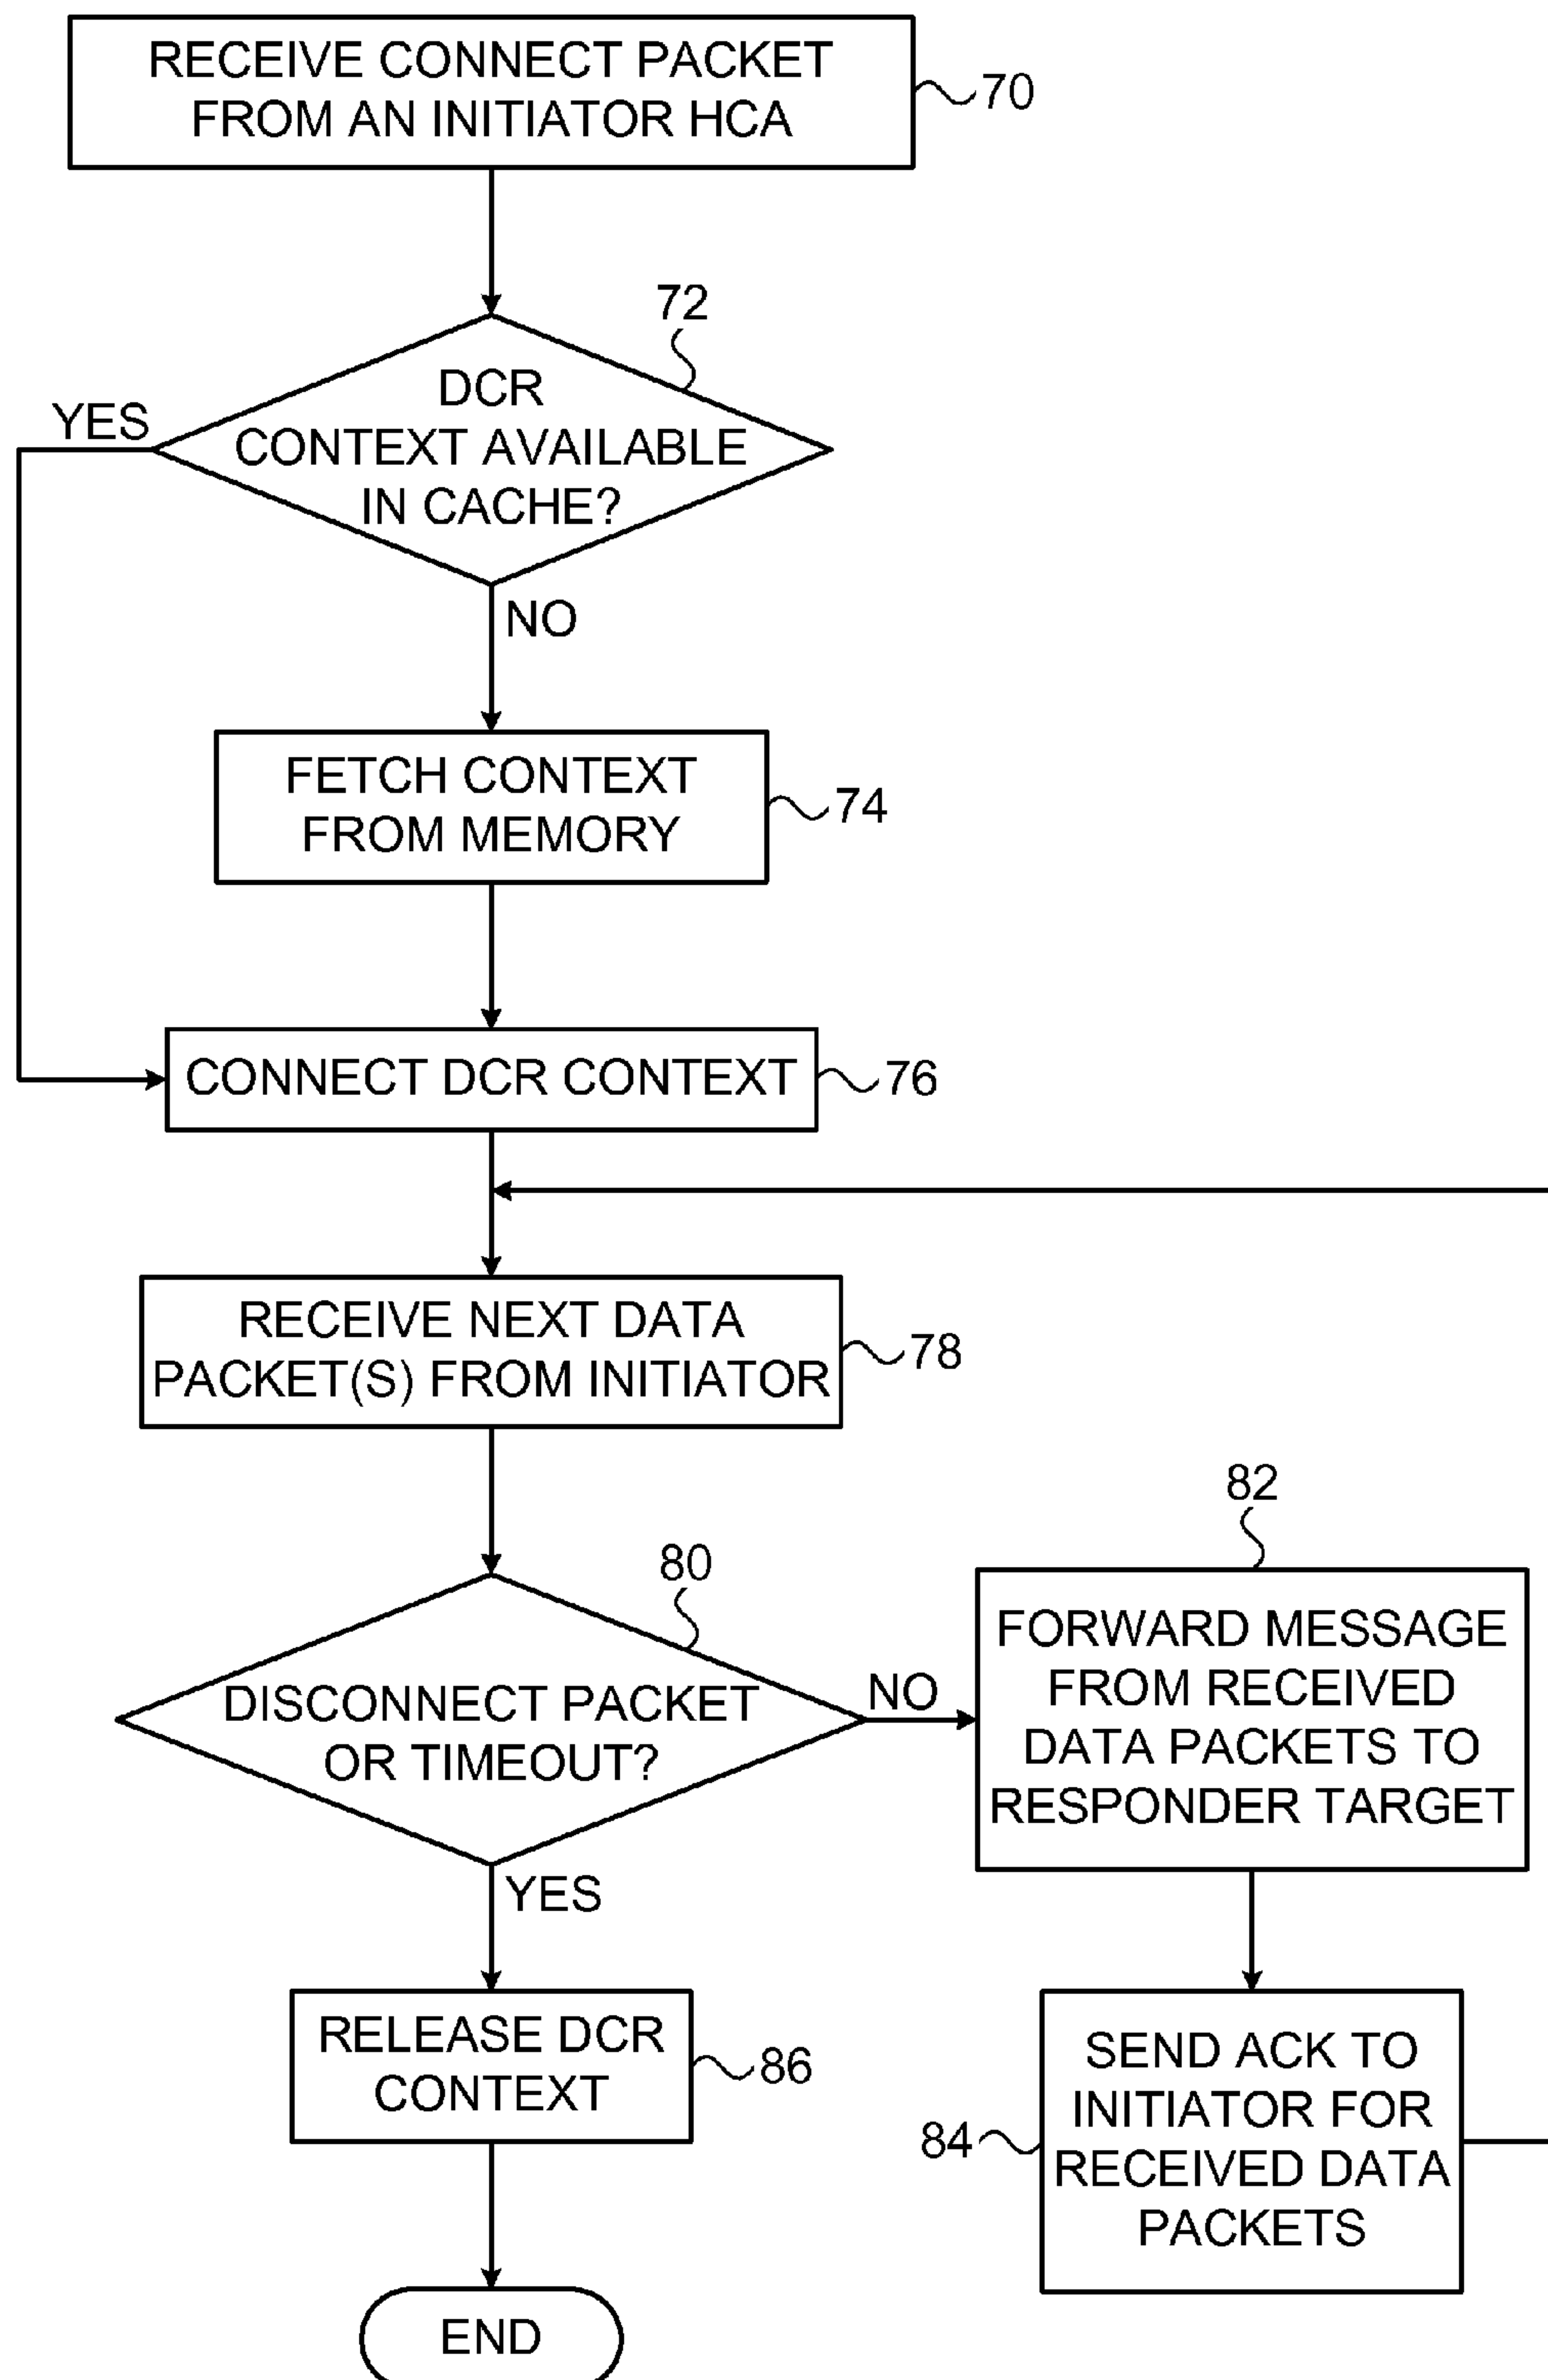 RECEIVE CONNECT PACKET
FROM AN INITIATOR HCA
70
72
DCR
CONTEXT AVAILABLE
IN CACHE?
YES
NO
FETCH CONTEXT
FROM MEMORY
74
CONNECT DCR CONTEXT
76
RECEIVE NEXT DATA
PACKET(S) FROM INITIATOR
78
80
DISCONNECT PACKET
OR TIMEOUT?
NO
YES
82
FORWARD MESSAGE
FROM RECEIVED
DATA PACKETS TO
RESPONDER TARGET
RELEASE DCR
CONTEXT
86
84
SEND ACK TO
INITIATOR FOR
RECEIVED DATA
PACKETS
END